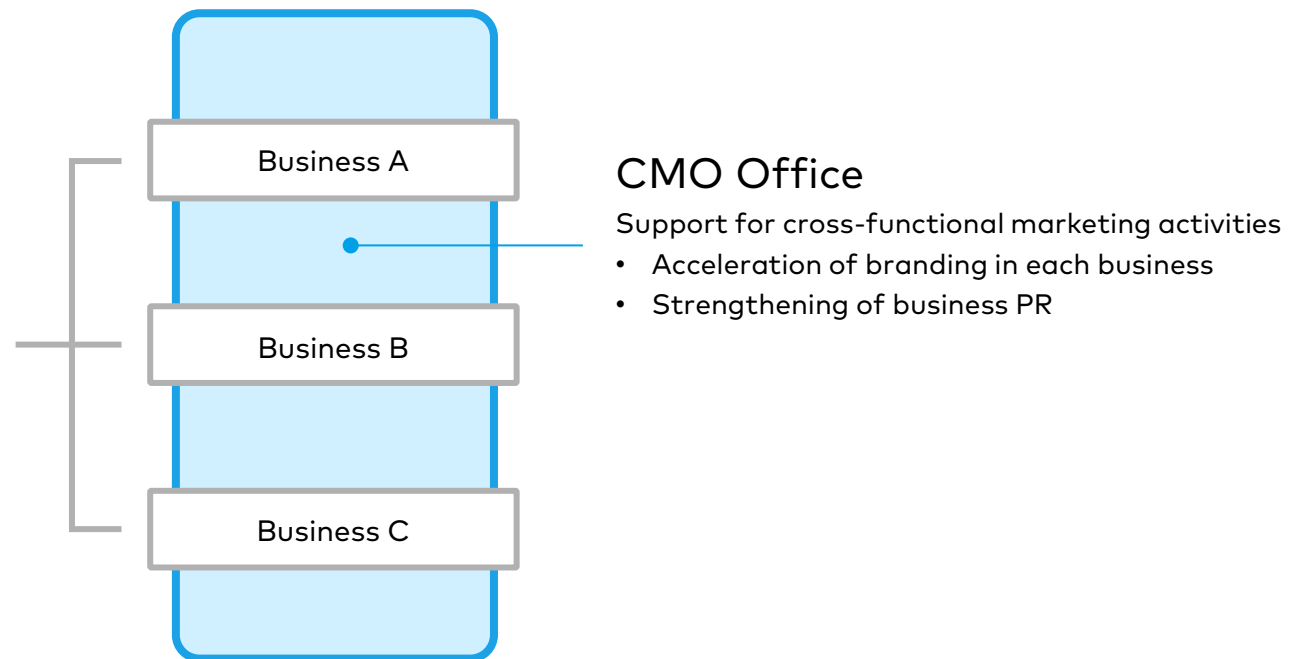 Business A
Business B
Business C
CMO Office
Support for cross-functional marketing activities
• Acceleration of branding in each business
• Strengthening of business PR